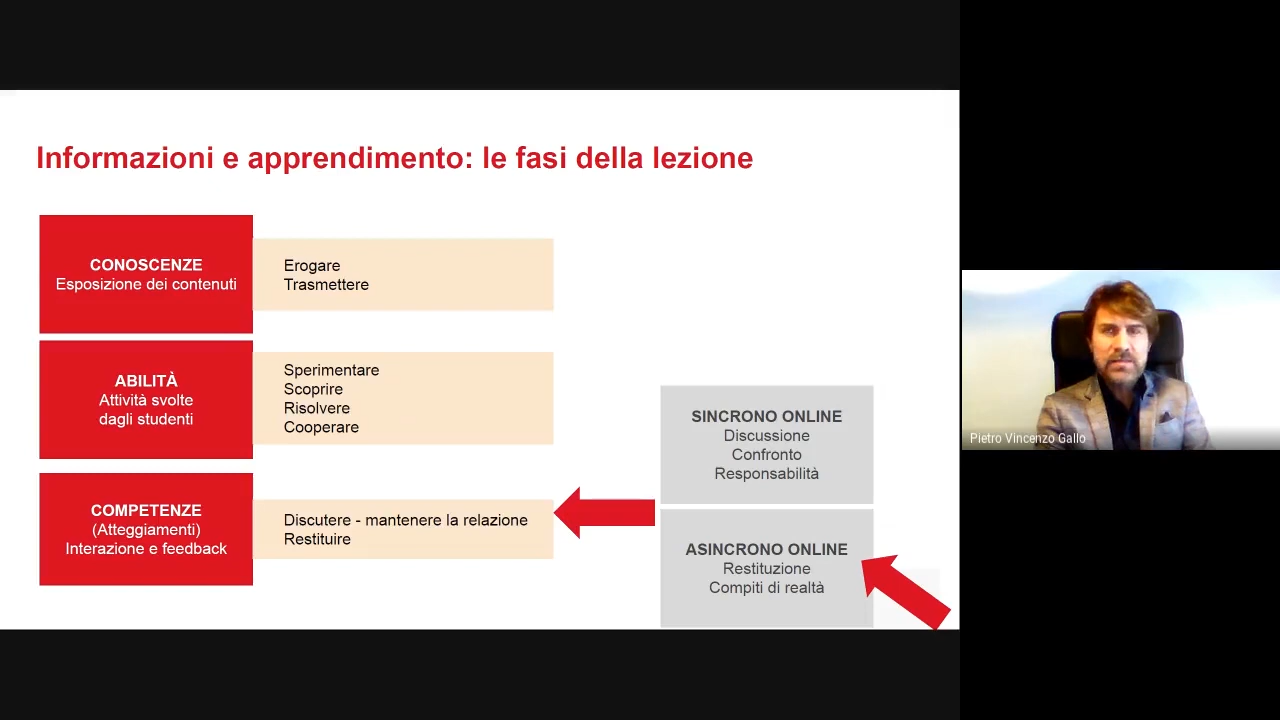 Informazioni e apprendimento: le fasi della lezione
CONOSCENZE
Esposizione dei contenuti
Erogare
Trasmettere
ABILITÀ
Attività svolte
dagli studenti
Sperimentare
Scoprire
Risolvere
Cooperare
COMPETENZE
(Atteggiamenti)
Interazione e feedback
Discutere - mantenere la relazione
Restituire
SINCRONO ONLINE
Discussione
Confronto
Responsabilità
ASINCRONO ONLINE
Restituzione
Compiti di realtà
Pietro Vincenzo Gallo